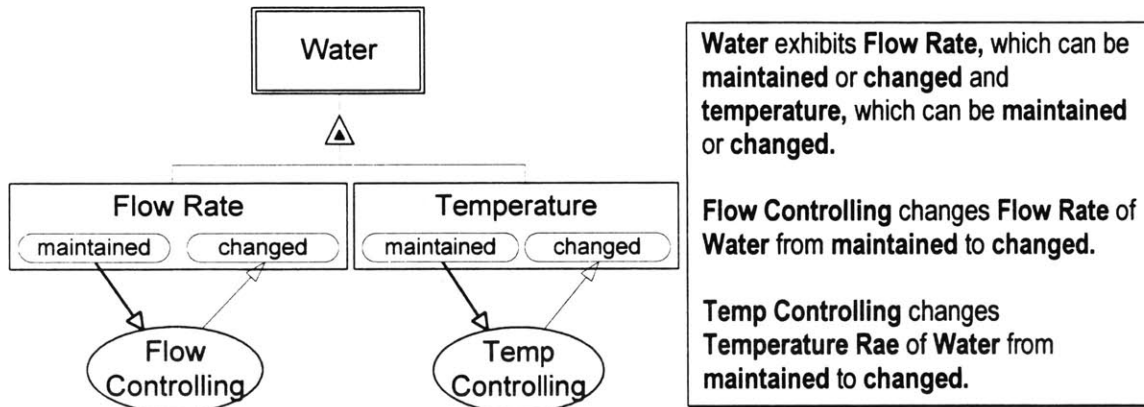 Water
Flow Rate
maintained changed
Temperature
maintained changed
Flow
Controlling
Temp
Controlling
Water exhibits Flow Rate, which can be
maintained or changed and
temperature, which can be maintained
or changed.
Flow Controlling changes Flow Rate of
Water from maintained to changed.
Temp Controlling changes
Temperature Rae of Water from
maintained to changed.